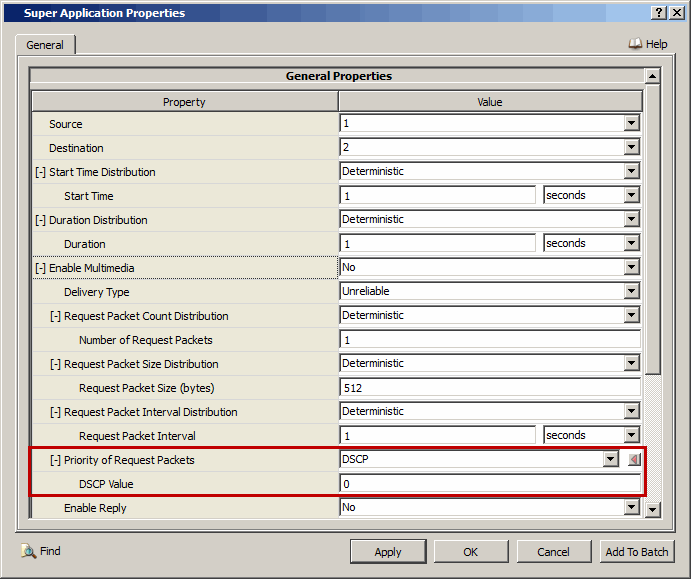 Super Application Properties
General
Help
General Properties
Property Value
Source 1
Destination 2
[-] Start Time Distribution Deterministic
Start Time 1 seconds
[-] Duration Distribution Deterministic
Duration 1 seconds
[-] Enable Multimedia No
Delivery Type Unreliable
[-] Request Packet Count Distribution Deterministic
Number of Request Packets 1
[-] Request Packet Size Distribution Deterministic
Request Packet Size (bytes) 512
[-] Request Packet Interval Distribution Deterministic
Request Packet Interval 1 seconds
[-] Priority of Request Packets DSCP
DSCP Value 0
Enable Reply No
Find Apply OK Cancel Add To Batch